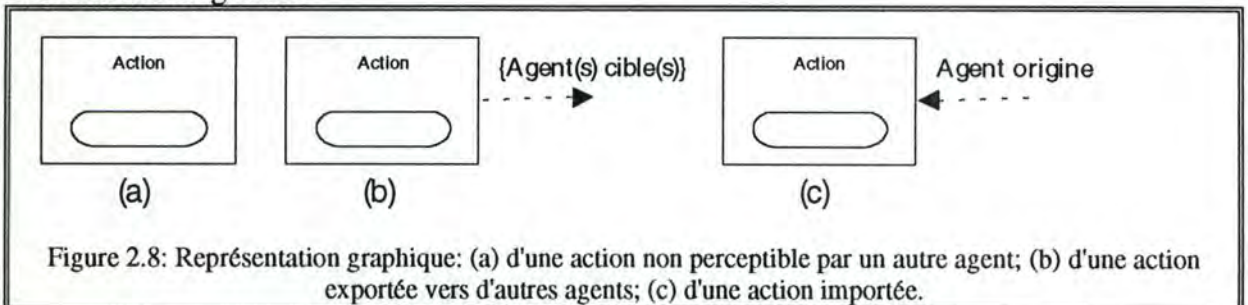 Action
Action
{Agent(s) cible(s)}
Action
Agent origine
(a)
(b)
(c)
Figure 2.8: Représentation graphique: (a) d'une action non perceptible par un autre agent; (b) d'une action
exportée vers d'autres agents; (c) d'une action importée.